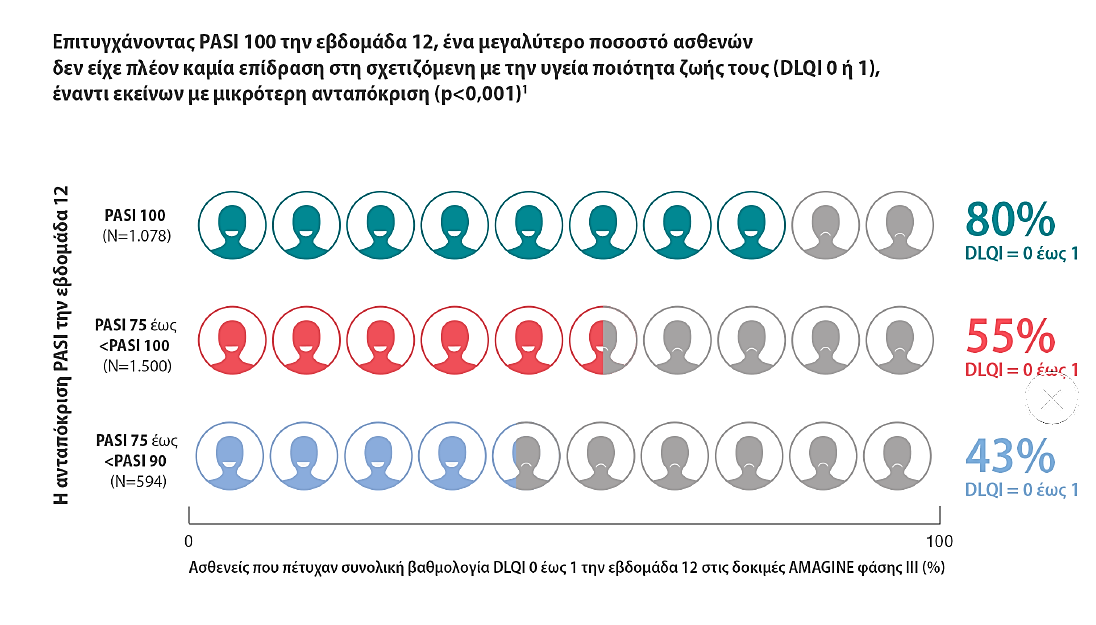 Επιτυγχάνοντας PASI 100 την εβδομάδα 12, ένα μεγαλύτερο ποσοστό ασθενών
δεν είχε πλέον καμία επίδραση στη σχετιζόμενη με την υγεία ποιότητα ζωής τους (DLQI 0 ή 1),
έναντι εκείνων με μικρότερη ανταπόκριση (p<0,001)¹
Η ανταπόκριση PASI την εβδομάδα 12
PASI 100
(N=1.078)
80%
DLQI = 0 έως 1
PASI 75 έως
<PASI 100
(N=1.500)
55%
DLQI = 0 έως 1
PASI 75 έως
<PASI 90
(N=594)
43%
DLQI = 0 έως 1
0
100
Ασθενείς που πέτυχαν συνολική βαθμολογία DLQI 0 έως 1 την εβδομάδα 12 στις δοκιμές AMAGINE φάσης III (%)